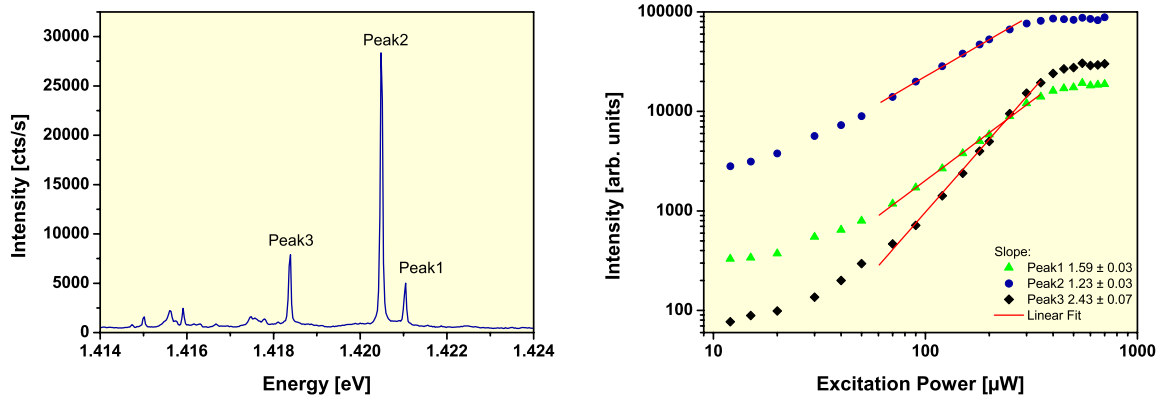 30000
25000
20000
15000
10000
5000
0
1.414
1.416
1.418
1.420
1.422
1.424
Intensity [cts/s]
Energy [eV]
Peak2
Peak3
Peak1
100000
10000
1000
100
10
100
1000
Intensity [arb. units]
Excitation Power [µW]
Slope:
Peak1 1.59 ± 0.03
Peak2 1.23 ± 0.03
Peak3 2.43 ± 0.07
Linear Fit